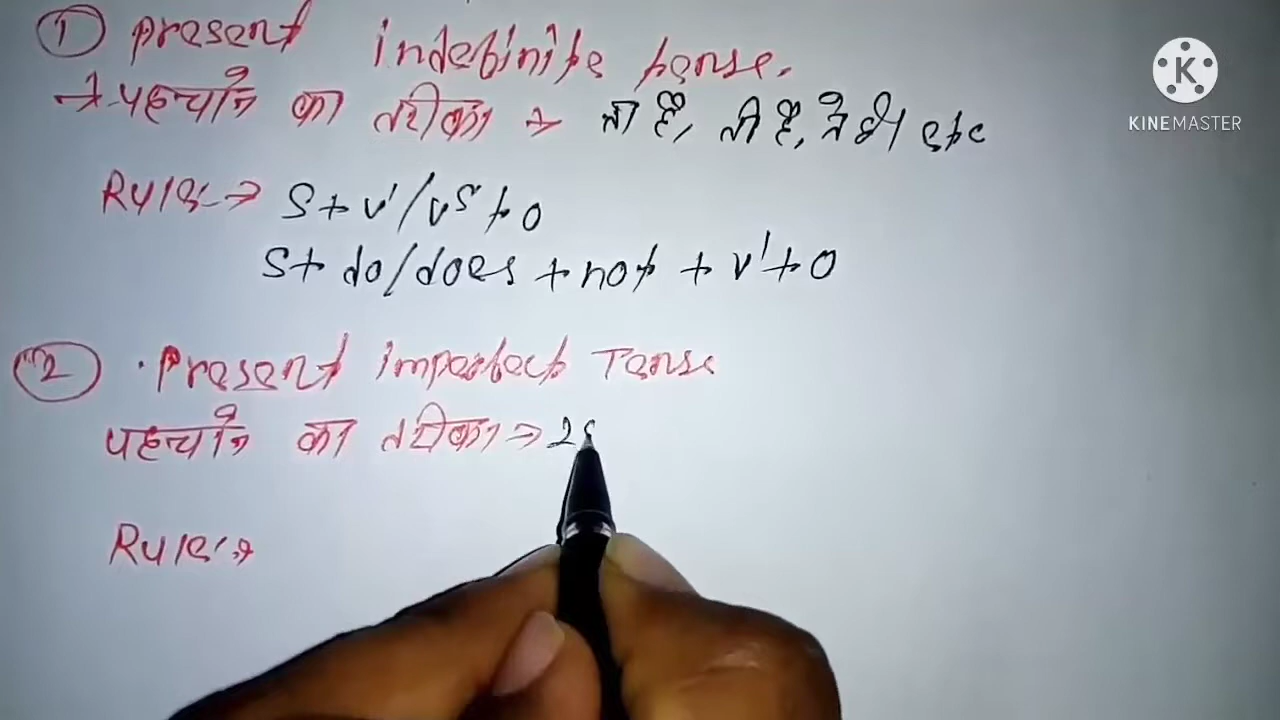 ① Present indefinite tense.
→ पहचाने का तरीका → ता है, ती है, ते हैं। etc
KINEMASTER
Rule:→ S + V¹/Vs + O
S + do/does + not + V¹ + O
② Present imperfect Tense
पहचाने का तरीका →
Rule:→